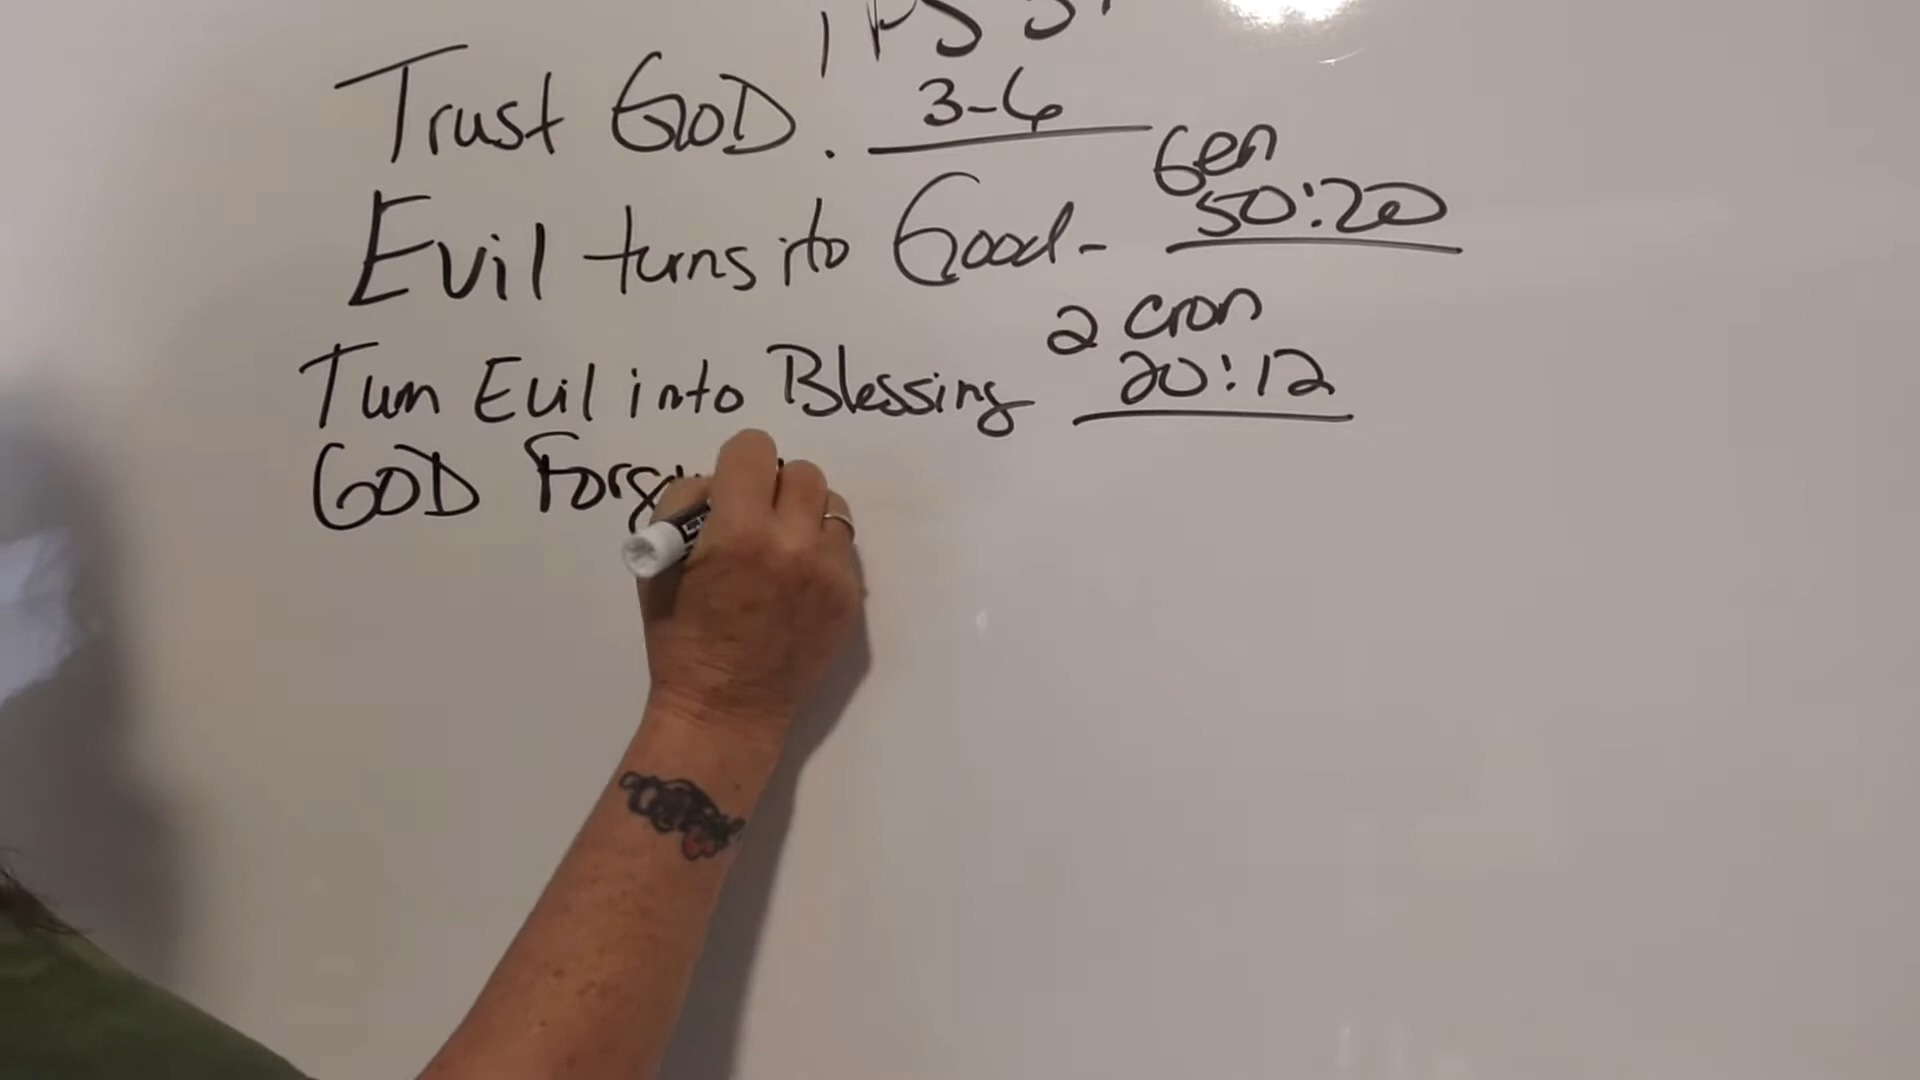 Trust GOD. 3-6
Gen
Evil turns ito Good - 50:20
2 cron
Turn Evil into Blessing 20:12
GOD